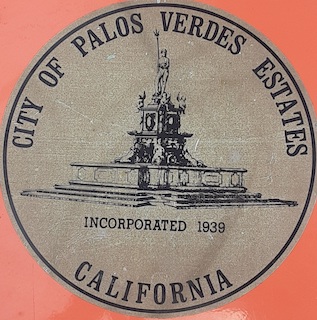 CITY OF PALOS VERDES ESTATES
INCORPORATED 1939
CALIFORNIA